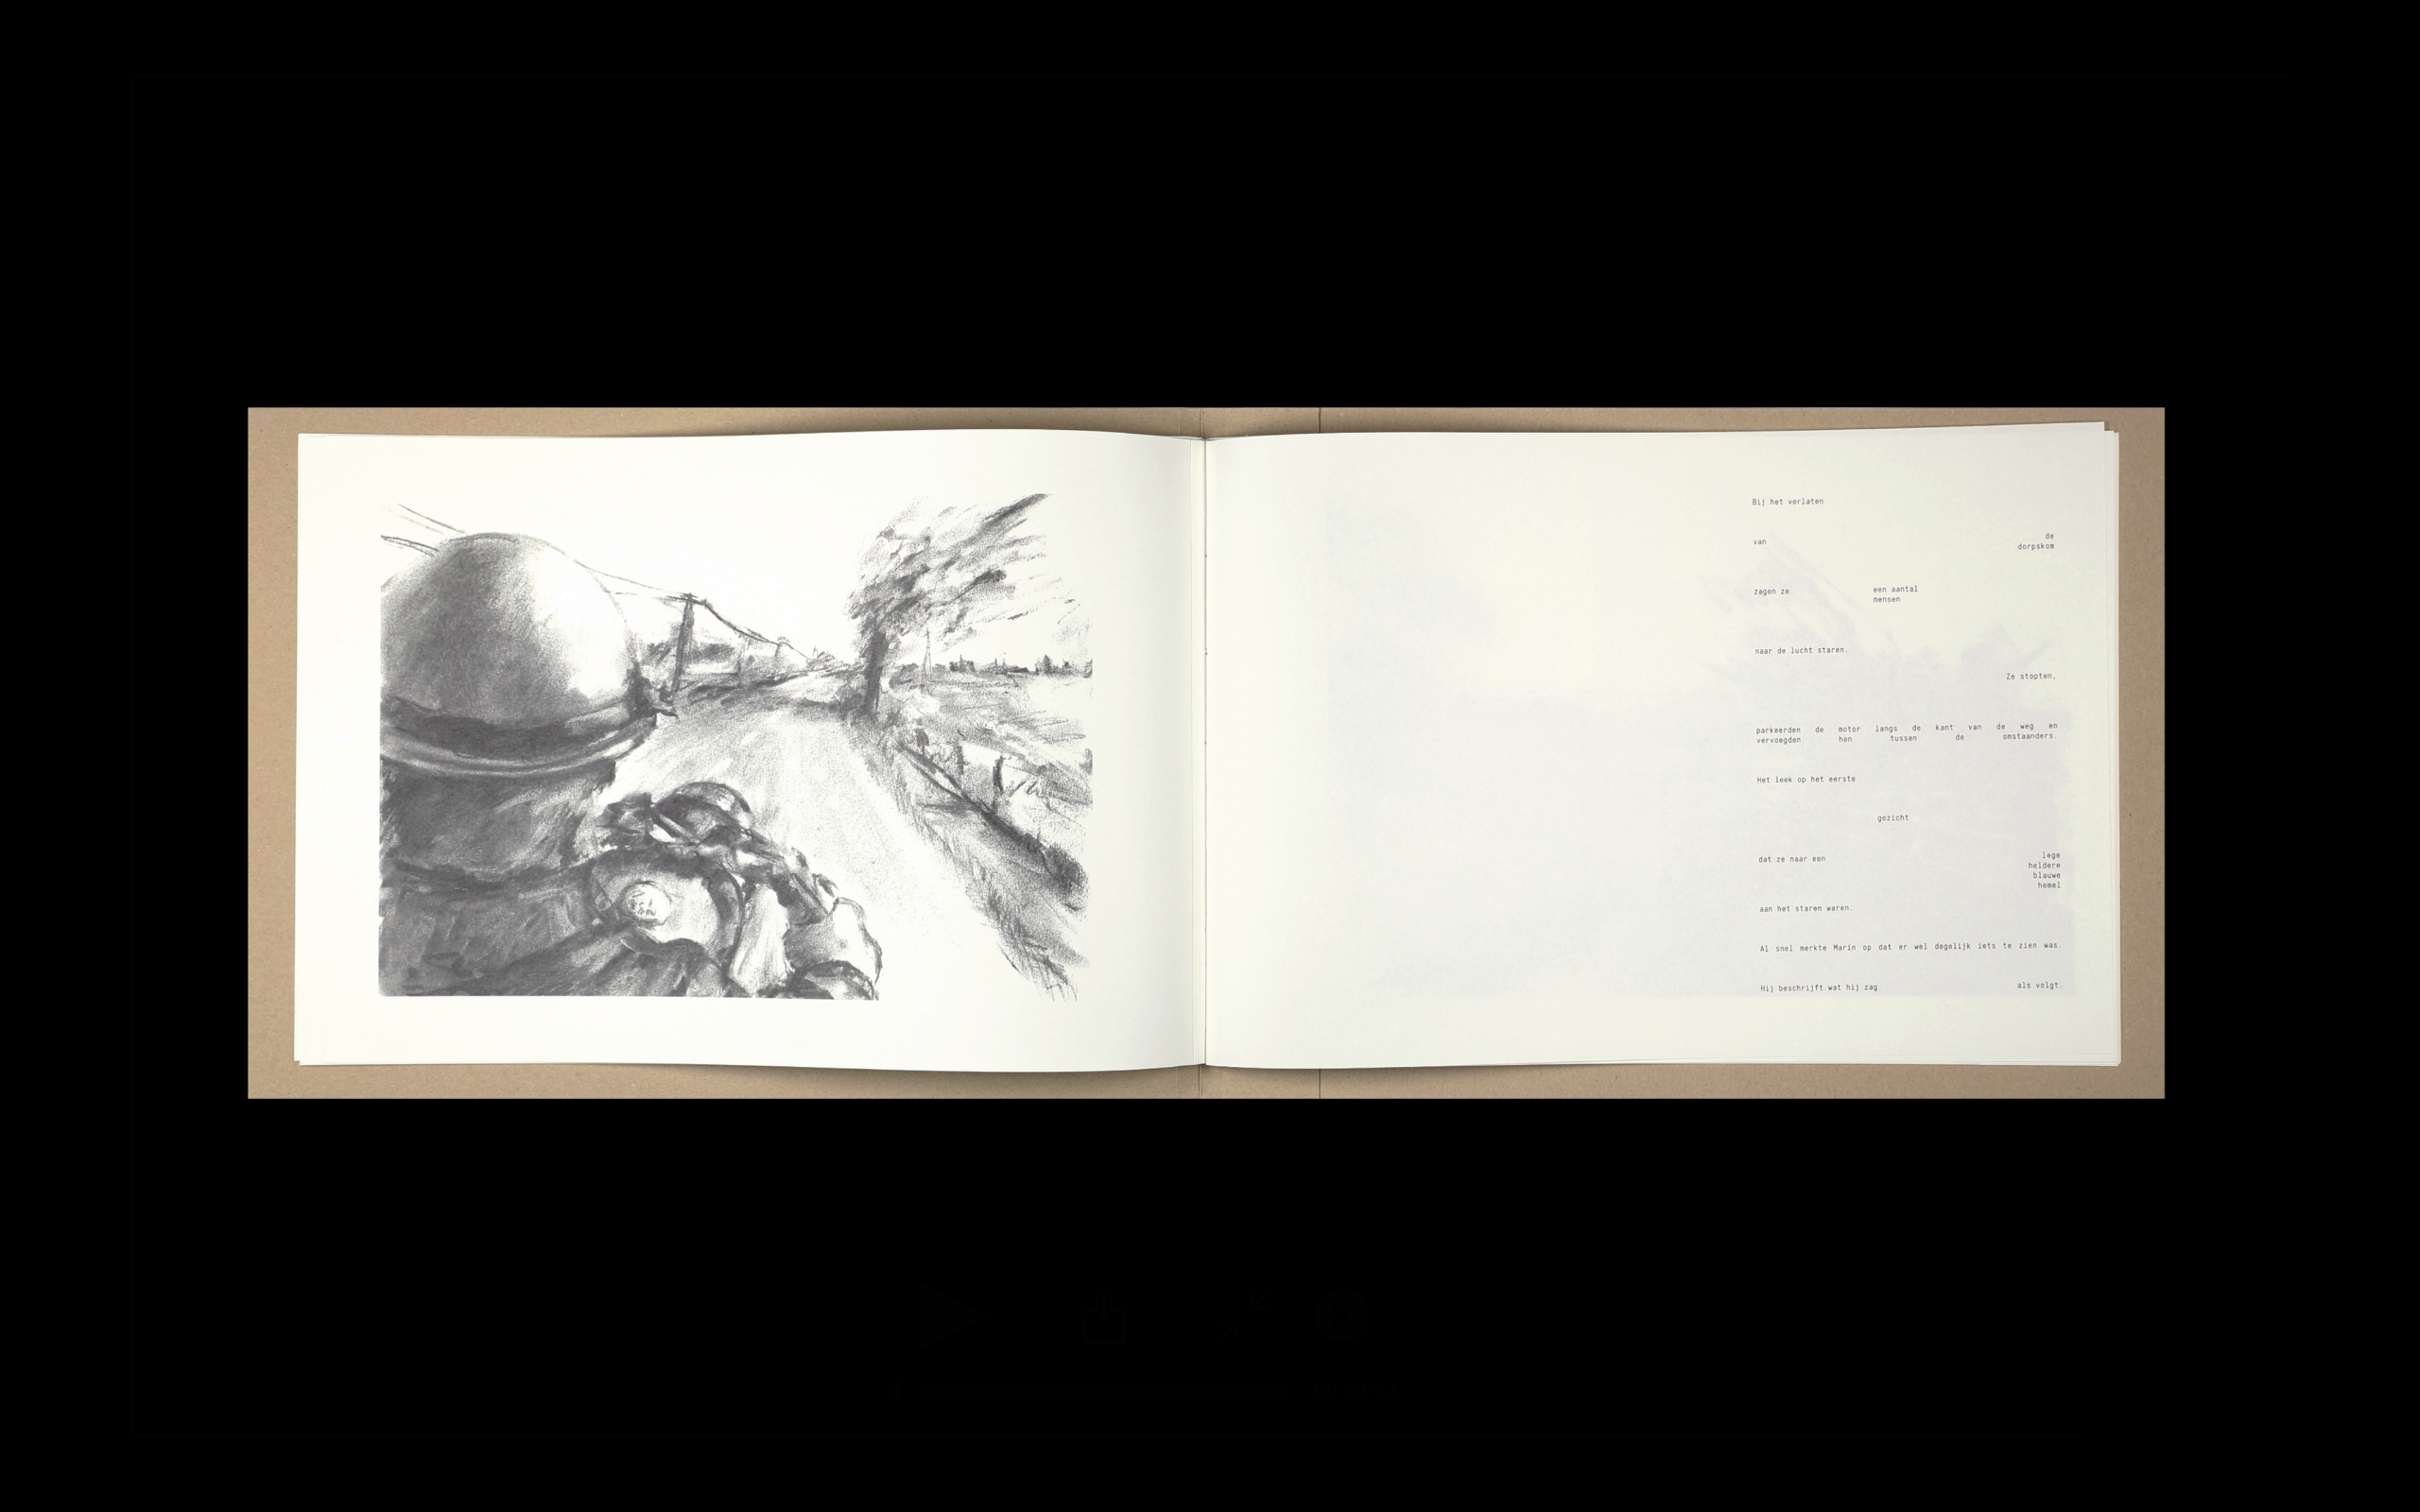 Bij het verlaten
van de
dorpskom
zagen ze een aantal
mensen
naar de lucht staren.
Ze stopten,
parkeerden de motor langs de kant van de weg en
vervoegden hen tussen de omstaanders.
Het leek op het eerste
gezicht
dat ze naar een lege
heldere
blauwe
hemel
aan het staren waren.
Al snel merkte Marin op dat er wel degelijk iets te zien was.
Hij beschrijft wat hij zag als volgt.